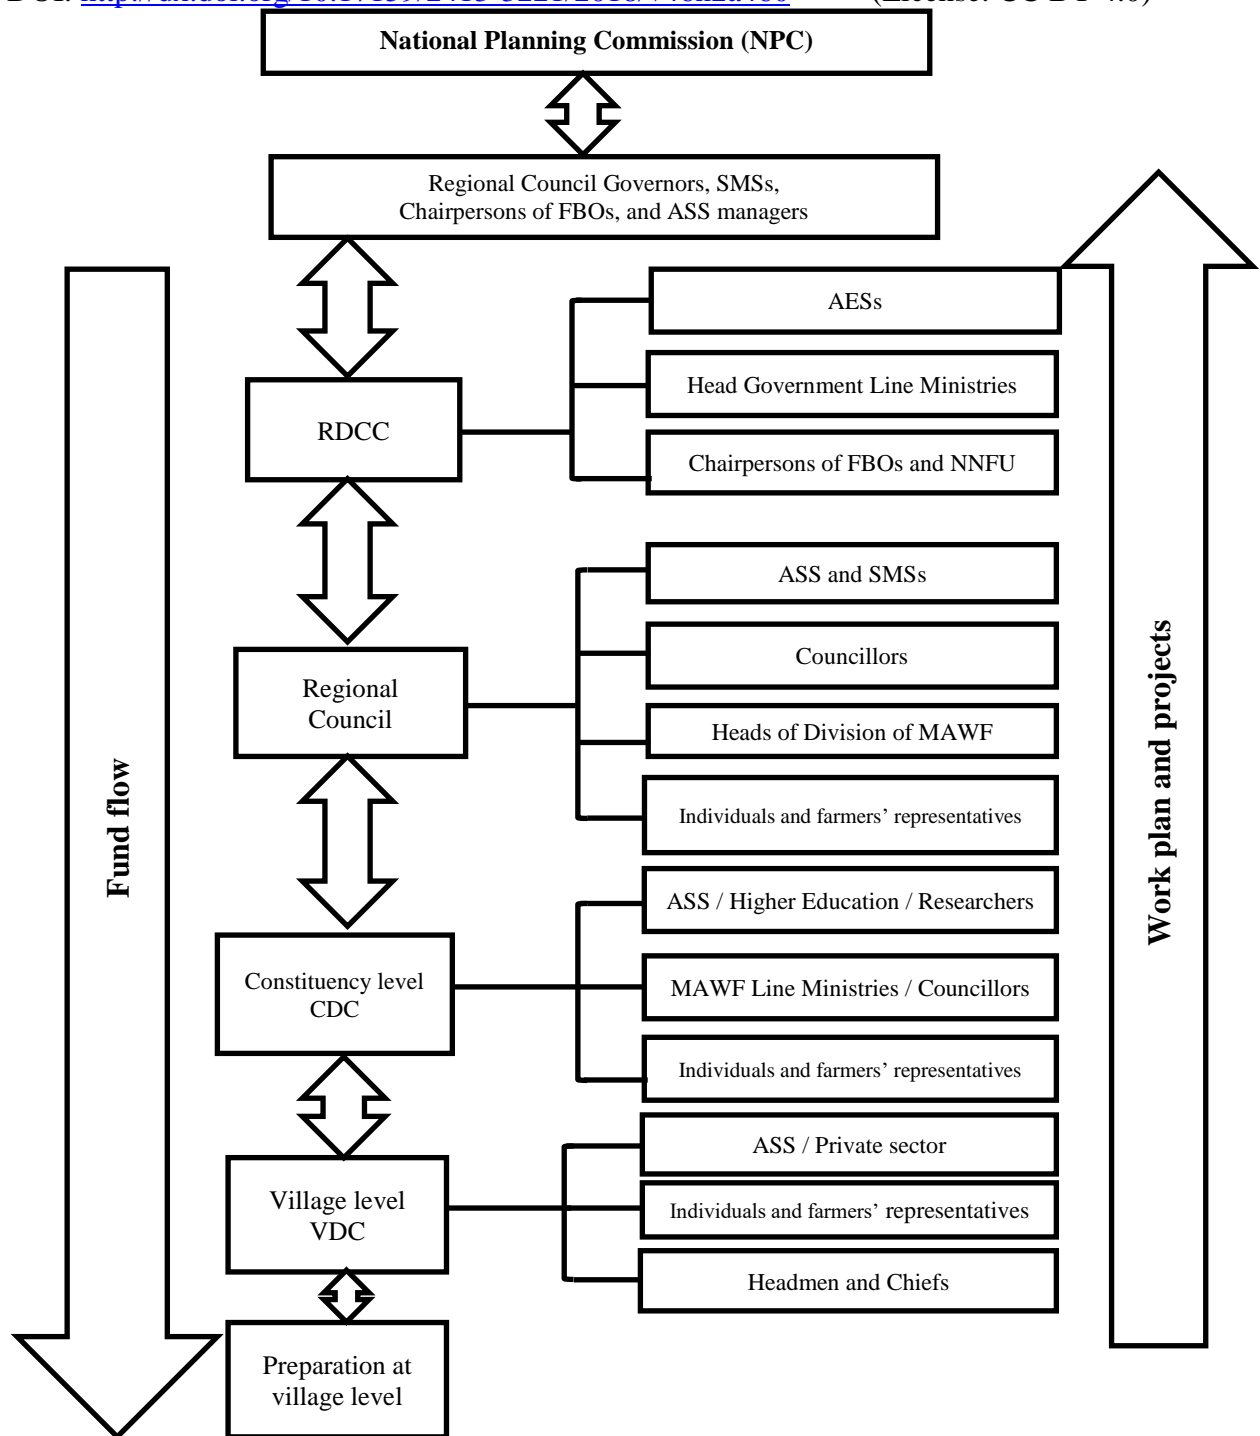 National Planning Commission (NPC)
Regional Council Governors, SMSs,
Chairpersons of FBOs, and ASS managers
AESs
Head Government Line Ministries
RDCC
Chairpersons of FBOs and NNFU
ASS and SMSs
Councillors
Regional
Council
Heads of Division of MAWF
Individuals and farmers’ representatives
Fund flow
Work plan and projects
ASS / Higher Education / Researchers
Constituency level
CDC
MAWF Line Ministries / Councillors
Individuals and farmers’ representatives
ASS / Private sector
Village level
VDC
Individuals and farmers’ representatives
Headmen and Chiefs
Preparation at
village level